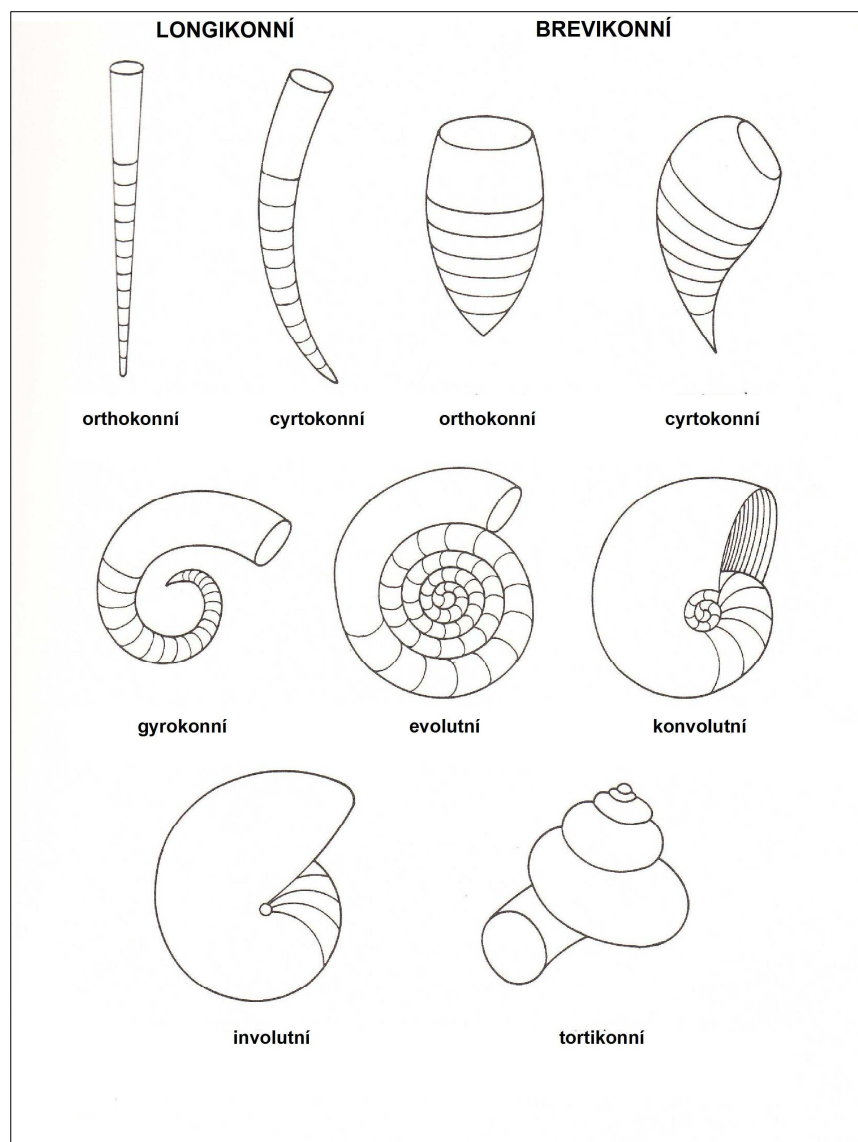 LONGIKONNÍ BREVIKONNÍ
orthokonní cyrtokonní orthokonní cyrtokonní
gyrokonní evolutní konvolutní
involutní tortikonní